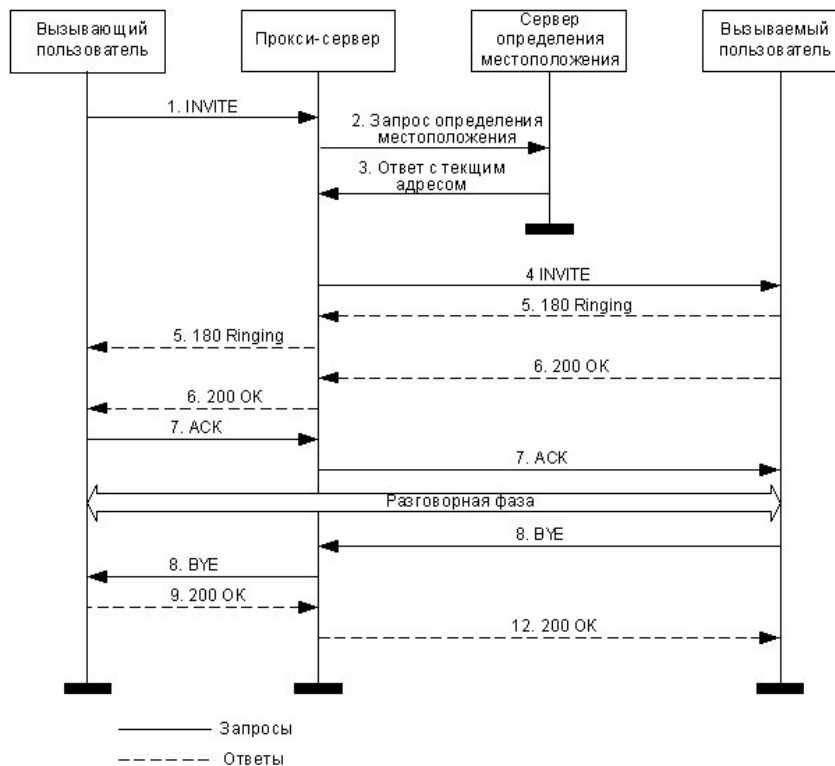 Вызывающий
пользователь
Прокси-сервер
Сервер
определения
местоположения
Вызываемый
пользователь
1. INVITE
2. Запрос определения
местоположения
3. Ответ с текщим
адресом
4 INVITE
5. 180 Ringing
5. 180 Ringing
6. 200 OK
6. 200 OK
7. ACK
7. ACK
Разговорная фаза
8. BYE
8. BYE
9. 200 OK
12. 200 OK
Запросы
Ответы